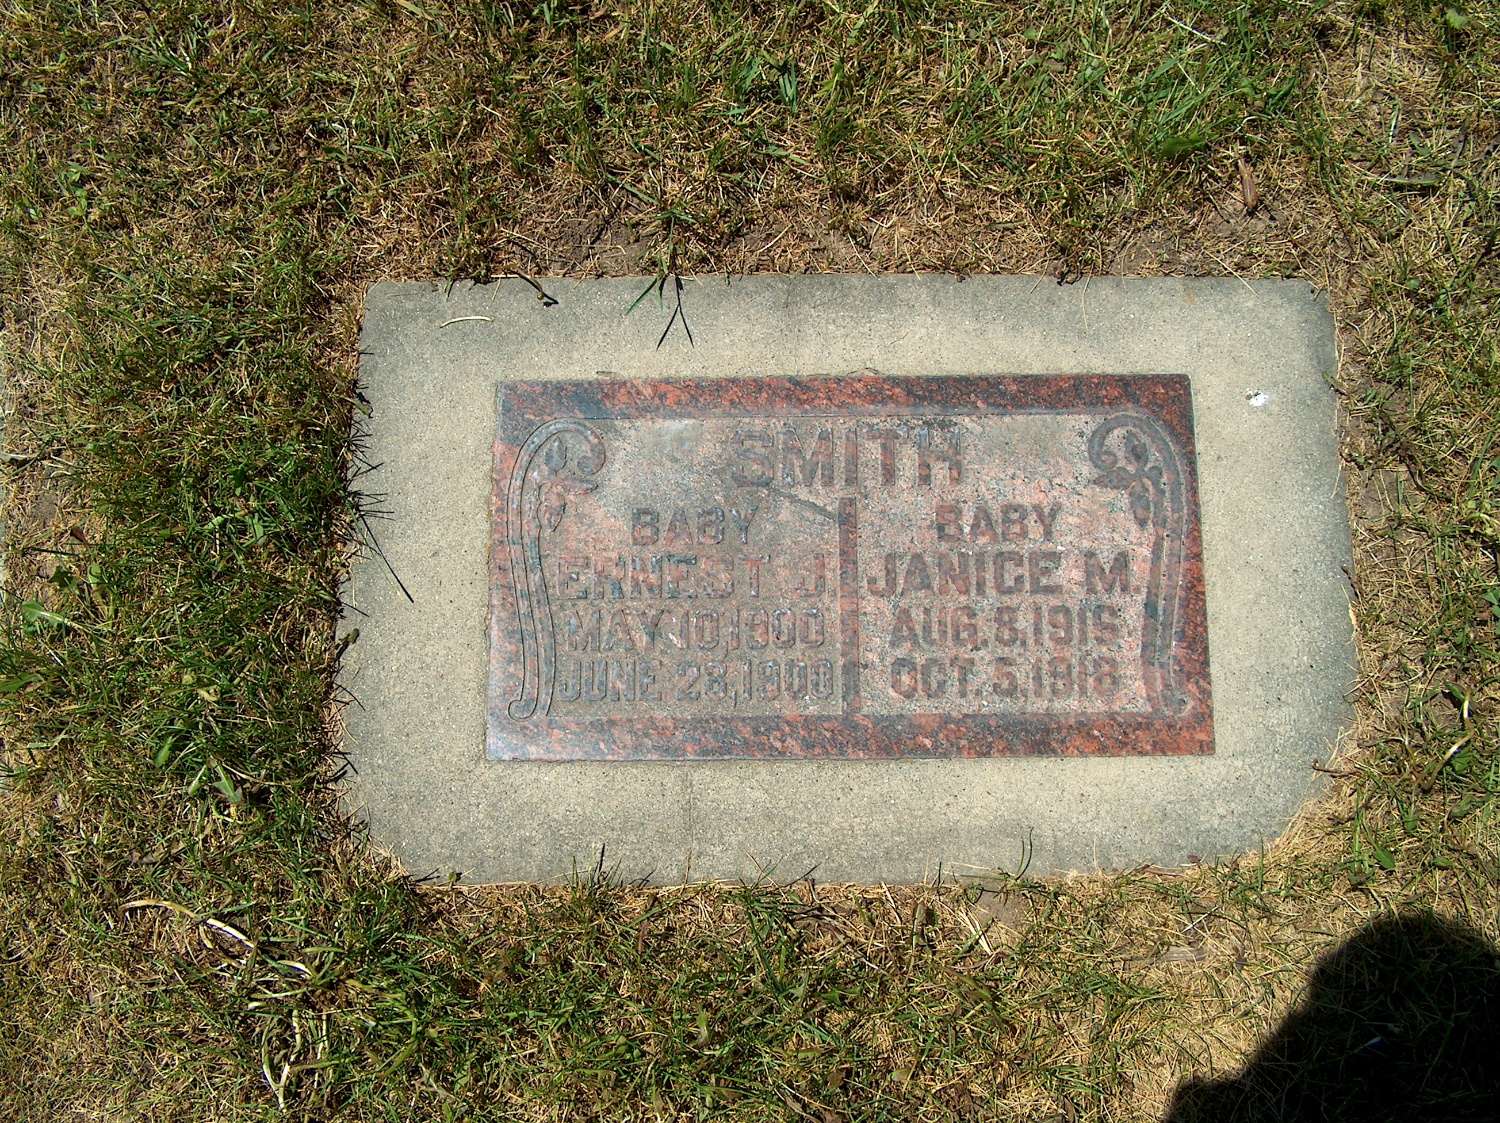 SMITH
BABY
ERNEST J.
MAY 10, 1900
JUNE 28, 1900
BABY
JANICE M.
AUG. 8, 1915
OCT. 5, 1918